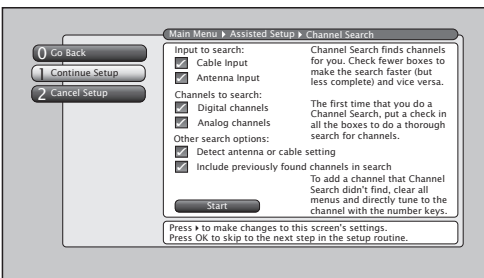 Main Menu ▸ Assisted Setup ▸ Channel Search
0 Go Back
1 Continue Setup
2 Cancel Setup
Input to search:
Cable Input
Antenna Input
Channels to search:
Digital channels
Analog channels
Other search options:
Detect antenna or cable setting
Include previously found channels in search
Start
Channel Search finds channels
for you. Check fewer boxes to
make the search faster (but
less complete) and vice versa.
The first time that you do a
Channel Search, put a check in
all the boxes to do a thorough
search for channels.
To add a channel that Channel
Search didn't find, clear all
menus and directly tune to the
channel with the number keys.
Press ▸ to make changes to this screen's settings.
Press OK to skip to the next step in the setup routine.